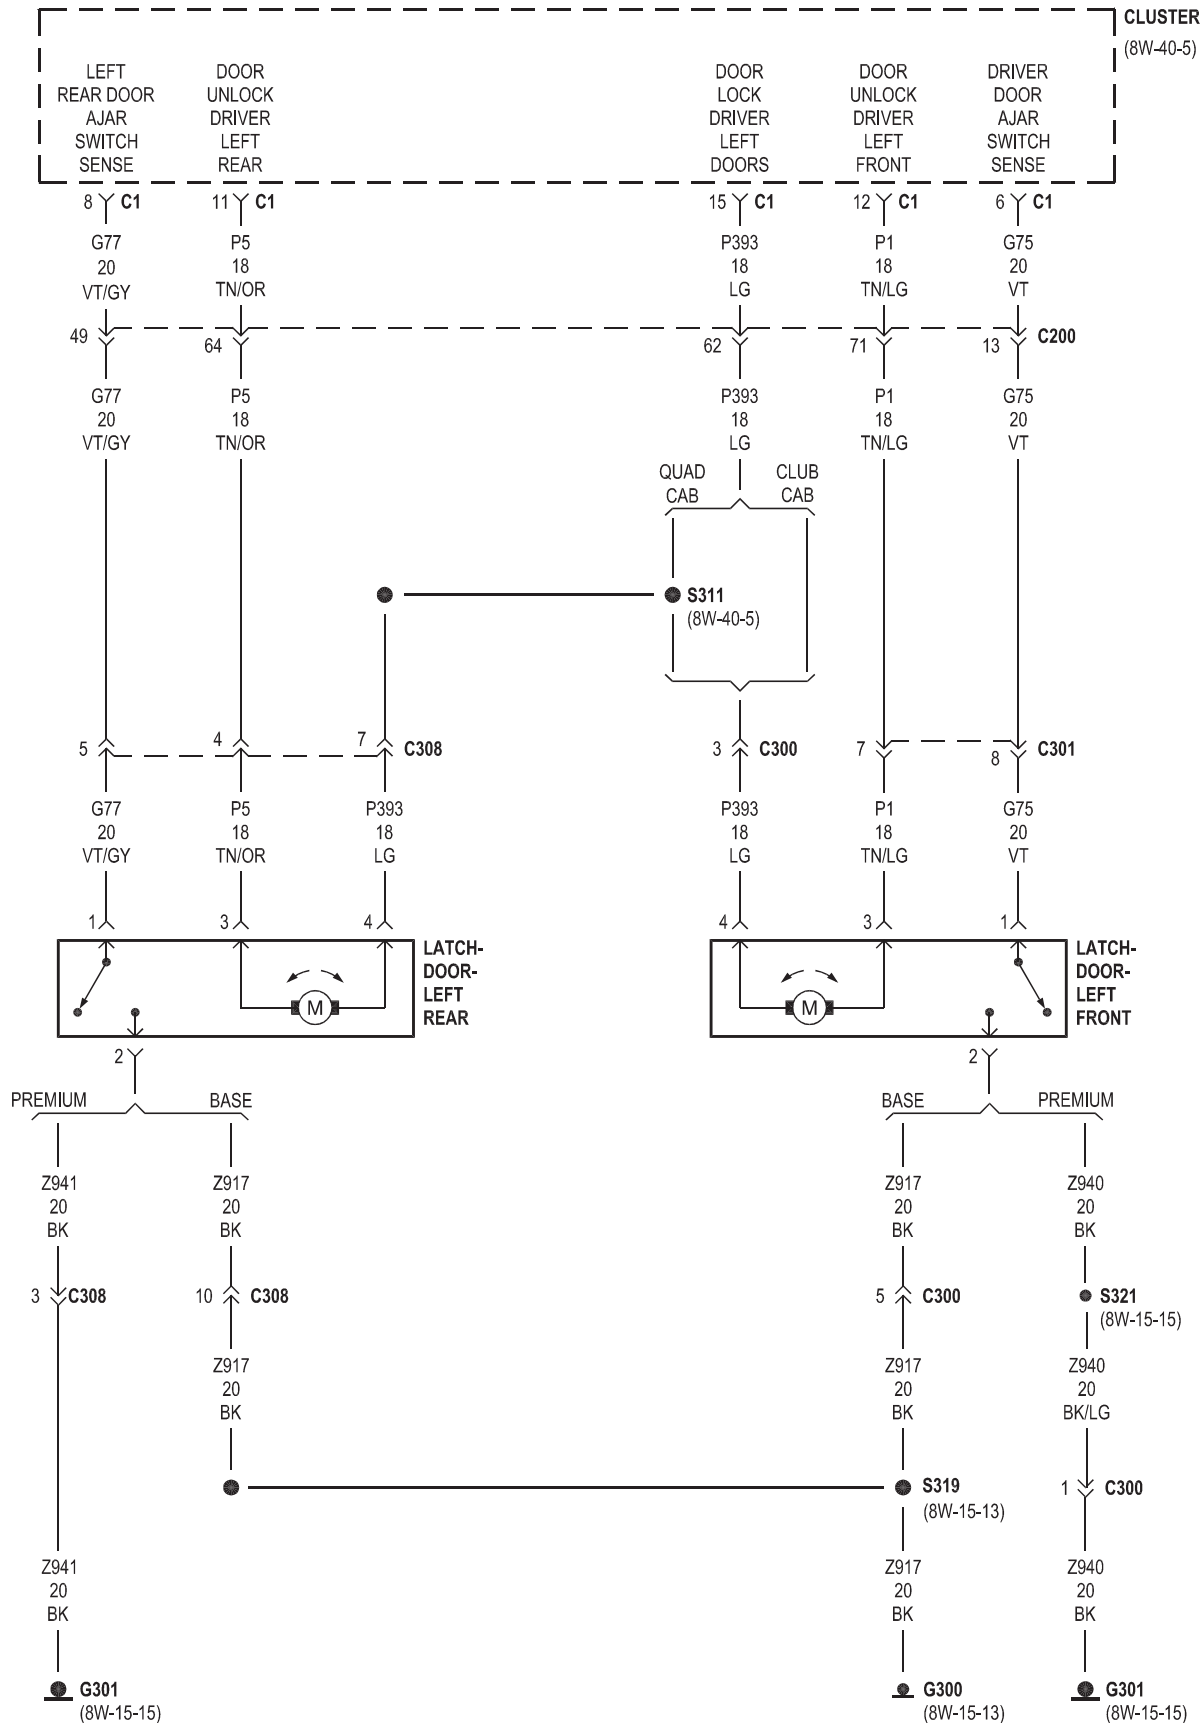 CLUSTER
(8W-40-5)
LEFT
REAR DOOR
AJAR
SWITCH
SENSE
DOOR
UNLOCK
DRIVER
LEFT
REAR
DOOR
LOCK
DRIVER
LEFT
DOORS
DOOR
UNLOCK
DRIVER
LEFT
FRONT
DRIVER
DOOR
AJAR
SWITCH
SENSE
8 C1
11 C1
15 C1
12 C1
6 C1
G77
20
VT/GY
P5
18
TN/OR
P393
18
LG
P1
18
TN/LG
G75
20
VT
49
64
62
71
13
C200
G77
20
VT/GY
P5
18
TN/OR
P393
18
LG
P1
18
TN/LG
G75
20
VT
QUAD
CAB
CLUB
CAB
S311
(8W-40-5)
5
4
7
C308
3
C300
7
8
C301
G77
20
VT/GY
P5
18
TN/OR
P393
18
LG
P393
18
LG
P1
18
TN/LG
G75
20
VT
1
3
4
4
3
1
M
LATCH-
DOOR-
LEFT
REAR
M
LATCH-
DOOR-
LEFT
FRONT
2
2
PREMIUM
BASE
BASE
PREMIUM
Z941
20
BK
Z917
20
BK
Z917
20
BK
Z940
20
BK
3 C308
10 C308
5 C300
S321
(8W-15-15)
Z917
20
BK
Z917
20
BK
Z940
20
BK/LG
S319
(8W-15-13)
1 C300
Z941
20
BK
Z917
20
BK
Z940
20
BK
G301
(8W-15-15)
G300
(8W-15-13)
G301
(8W-15-15)